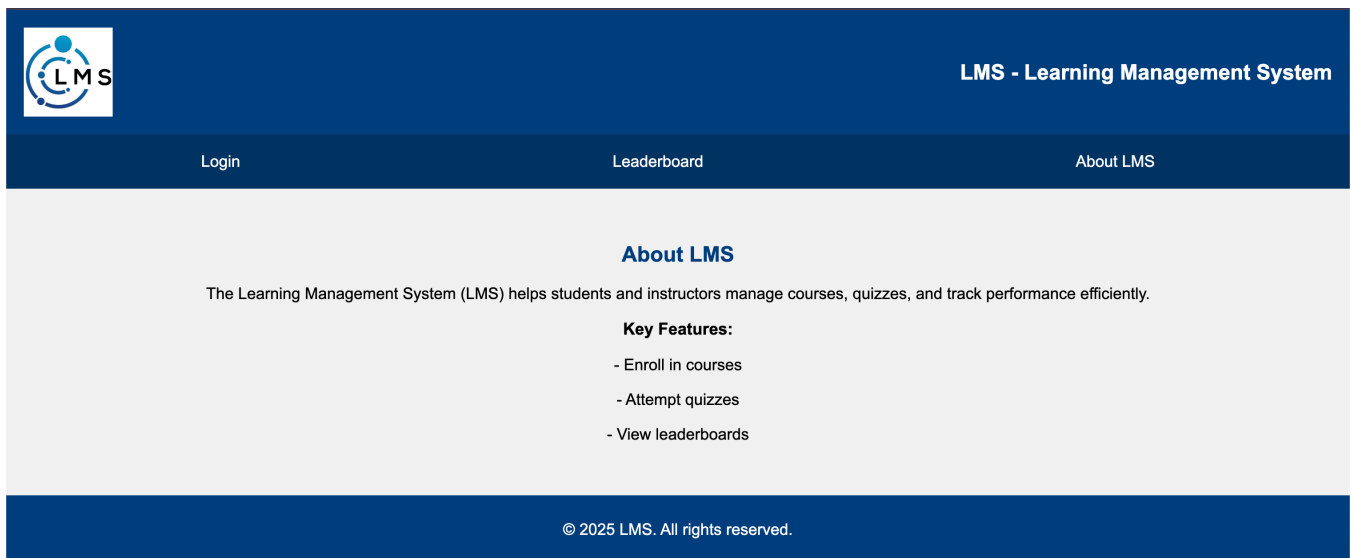 LMS
LMS - Learning Management System
Login
Leaderboard
About LMS
About LMS
The Learning Management System (LMS) helps students and instructors manage courses, quizzes, and track performance efficiently.
Key Features:
- Enroll in courses
- Attempt quizzes
- View leaderboards
© 2025 LMS. All rights reserved.